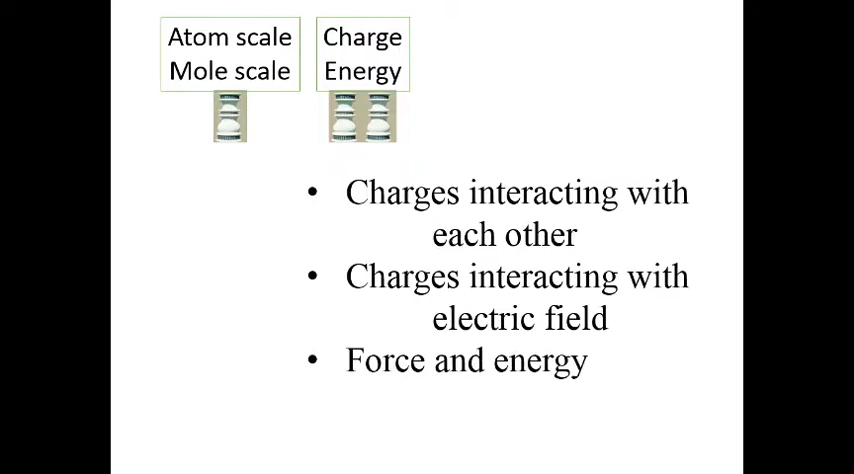 Atom scale
Mole scale
Charge
Energy
• Charges interacting with
each other
• Charges interacting with
electric field
• Force and energy